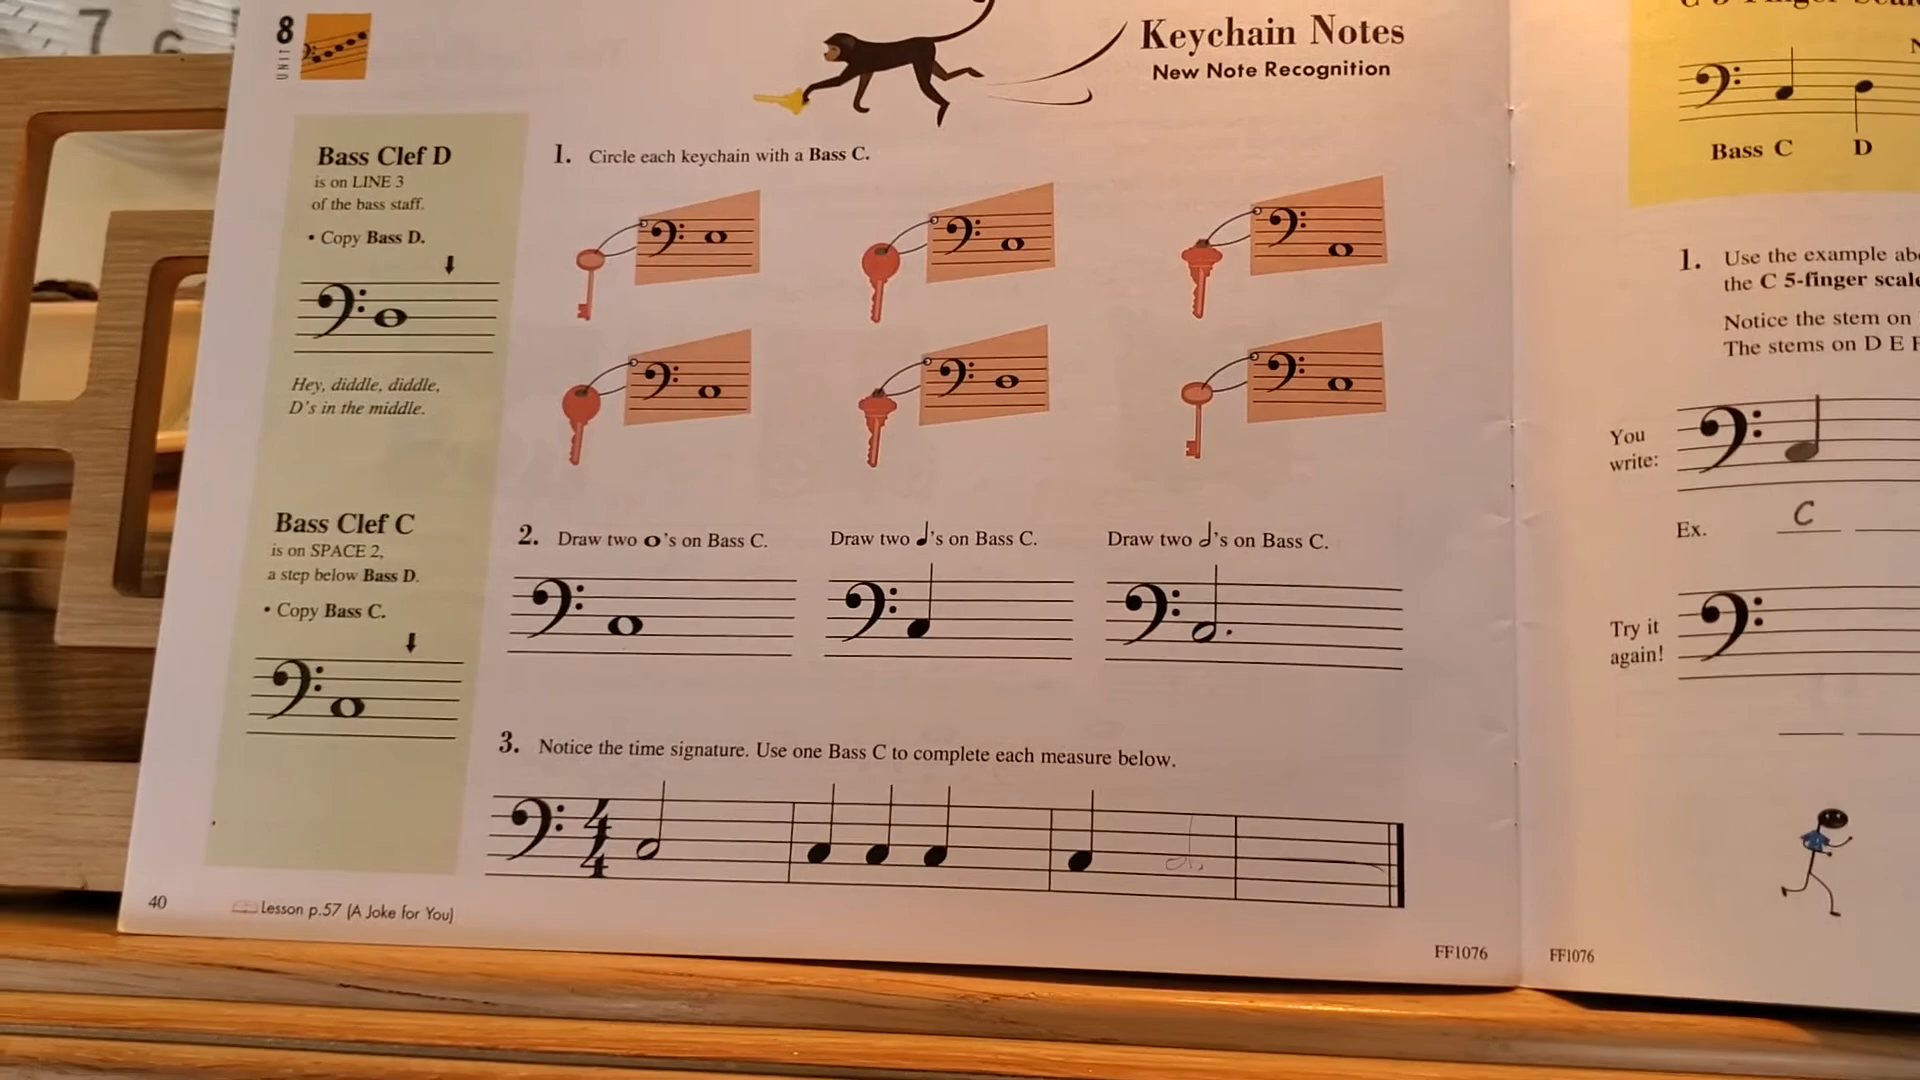 7 6
UNIT 8
Keychain Notes
New Note Recognition
Bass Clef D
is on LINE 3
of the bass staff.
• Copy Bass D.
Hey, diddle, diddle,
D's in the middle.
Bass Clef C
is on SPACE 2,
a step below Bass D.
• Copy Bass C.
1. Circle each keychain with a Bass C.
2. Draw two 𝅝's on Bass C.
Draw two ♩'s on Bass C.
Draw two 𝅗𝅥's on Bass C.
3. Notice the time signature. Use one Bass C to complete each measure below.
4
4
40
Lesson p.57 (A Joke for You)
FF1076
Bass C D
1. Use the example
the C 5-finger scale
Notice the stem on
The stems on D E F
You
write:
Ex. C
Try it
again!
FF1076